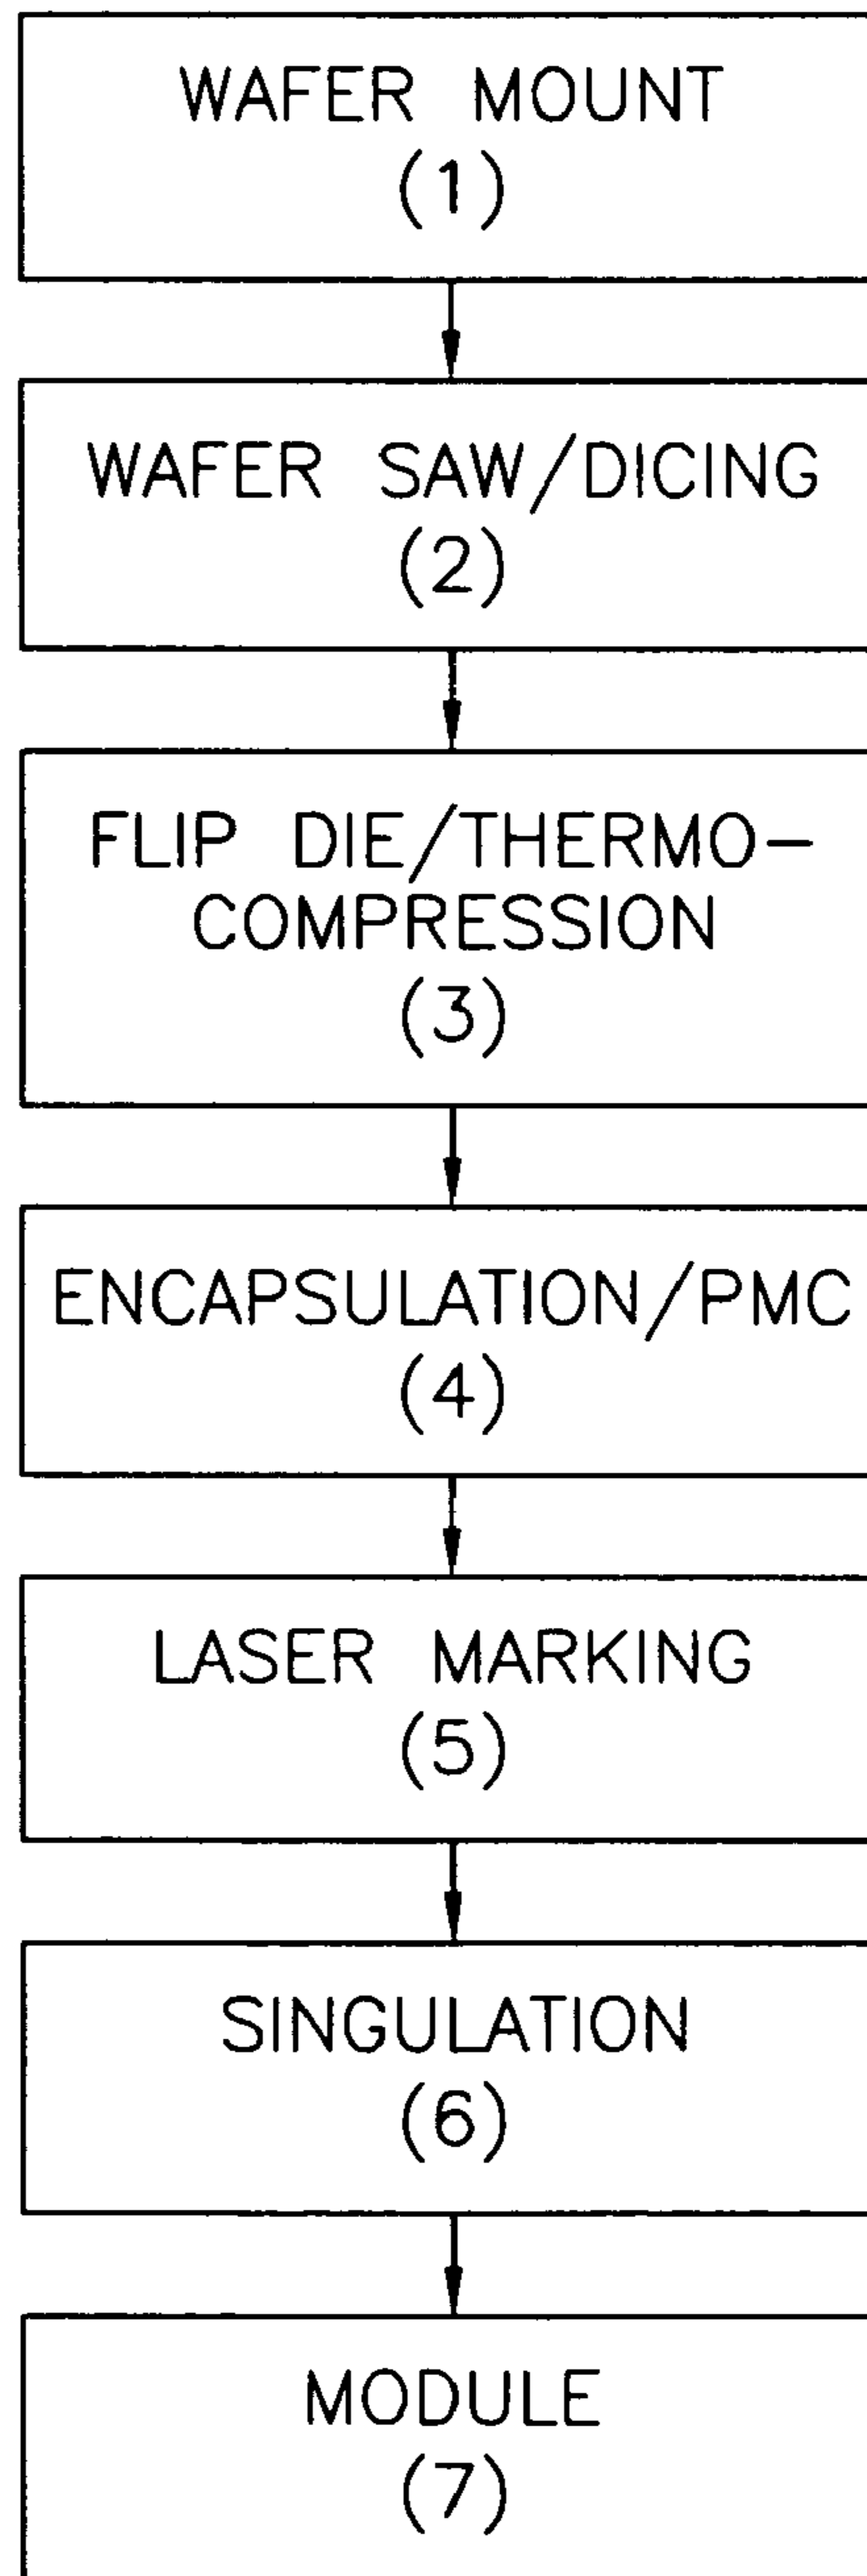 WAFER MOUNT
(1)
WAFER SAW/DICING
(2)
FLIP DIE/THERMO-
COMPRESSION
(3)
ENCAPSULATION/PMC
(4)
LASER MARKING
(5)
SINGULATION
(6)
MODULE
(7)